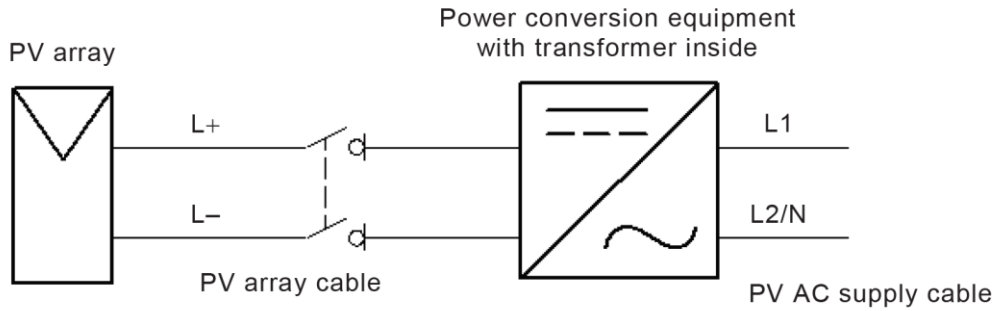 Power conversion equipment
with transformer inside
PV array
L+
L1
L–
L2/N
PV array cable
PV AC supply cable